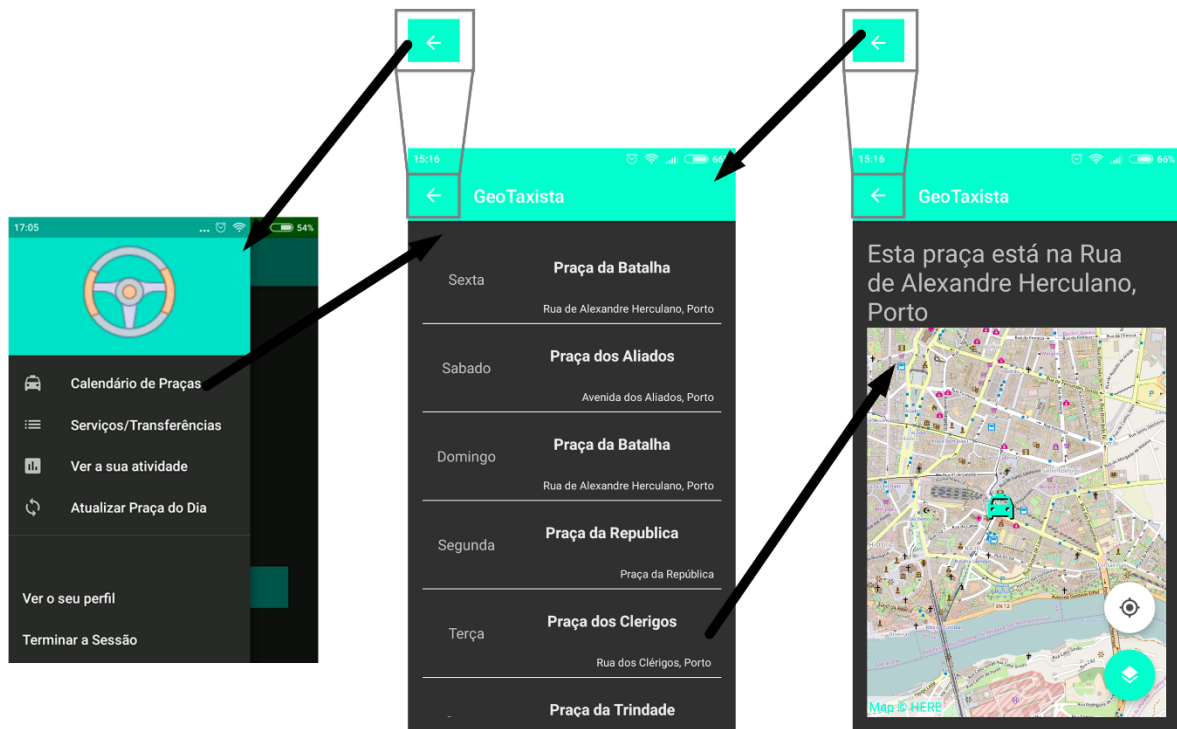 17:05
...
54%
Calendário de Praças
Serviços/Transferências
Ver a sua atividade
Atualizar Praça do Dia
Ver o seu perfil
Terminar a Sessão
15:16
GeoTaxista
Sexta
Praça da Batalha
Rua de Alexandre Herculano, Porto
Sabado
Praça dos Aliados
Avenida dos Aliados, Porto
Domingo
Praça da Batalha
Rua de Alexandre Herculano, Porto
Segunda
Praça da Republica
Praça da República
Terça
Praça dos Clerigos
Rua dos Clérigos, Porto
Praça da Trindade
15:16
66%
GeoTaxista
Esta praça está na Rua
de Alexandre Herculano,
Porto
EN 12
Map © HERE